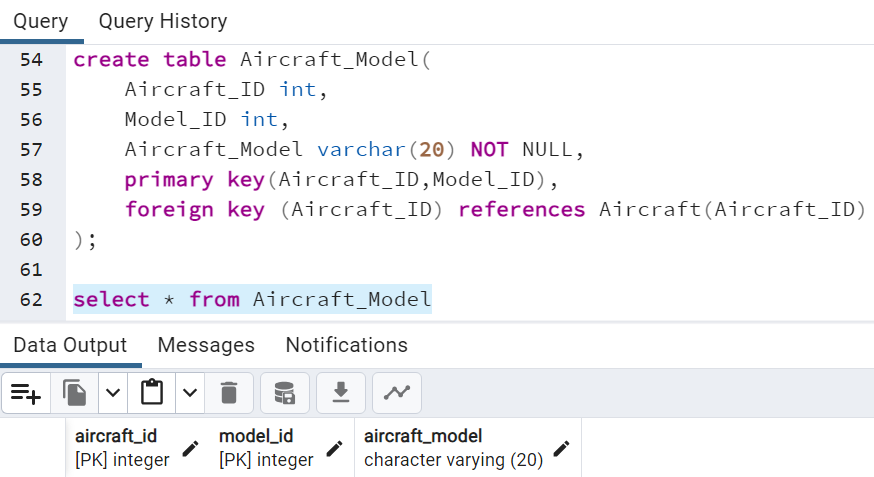 Query Query History
54 create table Aircraft_Model(
55 Aircraft_ID int,
56 Model_ID int,
57 Aircraft_Model varchar(20) NOT NULL,
58 primary key(Aircraft_ID,Model_ID),
59 foreign key (Aircraft_ID) references Aircraft(Aircraft_ID)
60 );
61
62 select * from Aircraft_Model
Data Output Messages Notifications
aircraft_id model_id aircraft_model
[PK] integer [PK] integer character varying (20)